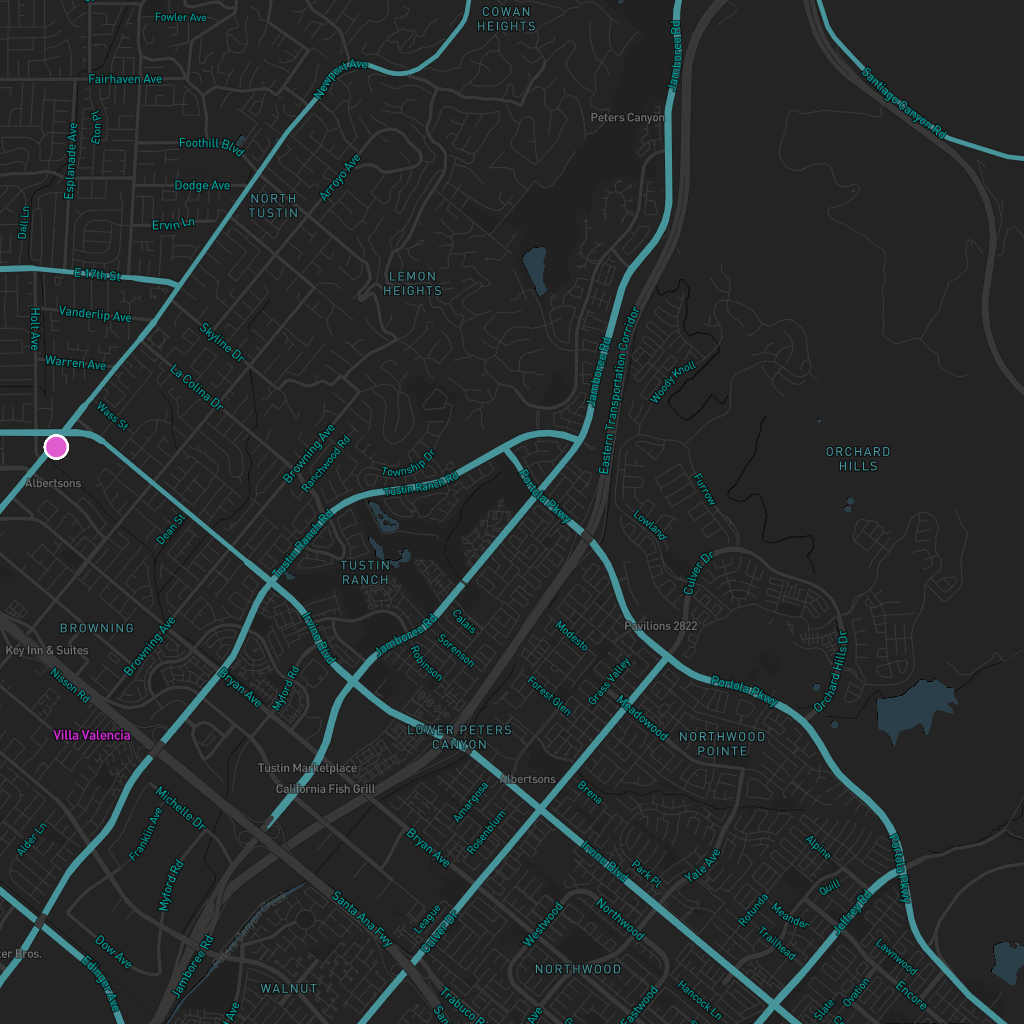 COWAN
HEIGHTS
Fowler Ave
Newport Ave
Jamboree Rd
Santiago Canyon Rd
Fairhaven Ave
Eton Rd
Peters Canyon
Esplanade Ave
Foothill Blvd
Arroyo Ave
Dodge Ave
NORTH
TUSTIN
Dall Ln
Ervin Ln
E 17th St
LEMON
HEIGHTS
Vanderlip Ave
Holt Ave
Skyline Dr
Eastern Transportation Corridor
Jamboree Rd
Warren Ave
La Colina Dr
Woody Knoll
Wass St
Browning Ave
Ranchwood Rd
Township Dr
Tustin Ranch Rd
ORCHARD
HILLS
Albertsons
Portola Pkwy
Furrow
Dean St
Tustin Ranch Rd
Lowland
TUSTIN
RANCH
Culver Dr
BROWNING
Irvine Blvd
Jamboree Rd
Calais
Modesto
Pavilions 2822
Key Inn & Suites
Browning Ave
Robinson
Sorenson
Orchard Hills Dr
Nisson Rd
Bryan Ave
Myford Rd
Forest Glen
Grass Valley
Portola Pkwy
Meadowood
Villa Valencia
LOWER PETERS
CANYON
NORTHWOOD
POINTE
Tustin Marketplace
California Fish Grill
Albertsons
Michelle Dr
Amargosa
Brena
Alder Ln
Franklin Ave
Rosenblum
Bryan Ave
Irvine Blvd
Alpine
Portola Pkwy
Myford Rd
Park Pl
Yale Ave
Quill
Santa Ana Fwy
League
Culver Dr
Westwood
Northwood
Rotunda
Meander
Jeffrey Rd
Peters Canyon Creek
Trailhead
Dow Ave
ter Bros.
Jamboree Rd
Edinger Ave
WALNUT
NORTHWOOD
Lawnwood
Encore
Trabuco R
Eastwood
Hancock Ln
Slate
Ovation
San
Ave
l Ave